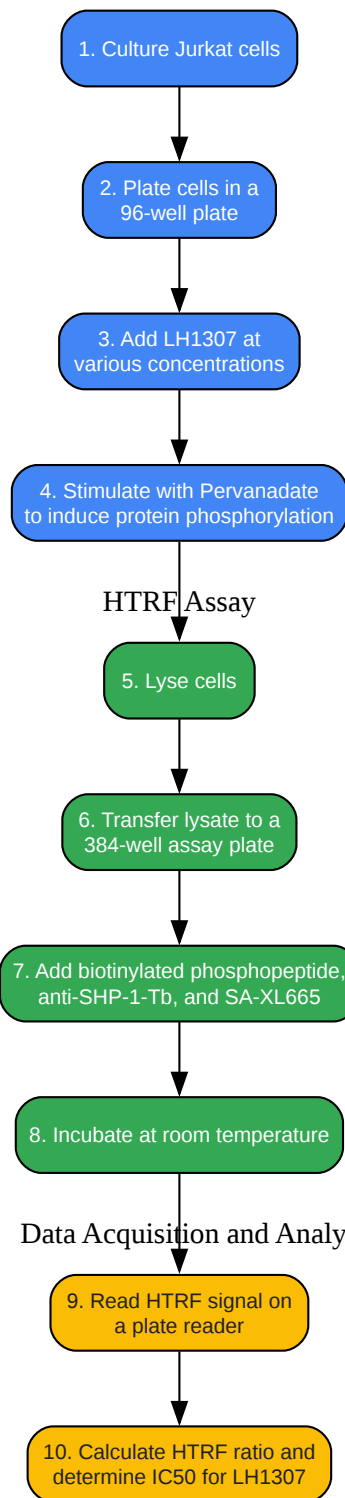 1. Culture Jurkat cells
2. Plate cells in a
96-well plate
3. Add LH1307 at
various concentrations
4. Stimulate with Pervanadate
to induce protein phosphorylation
HTRF Assay
5. Lyse cells
6. Transfer lysate to a
384-well assay plate
7. Add biotinylated phosphopeptide,
anti-SHP-1-Tb, and SA-XL665
8. Incubate at room temperature
Data Acquisition and Analy
9. Read HTRF signal on
a plate reader
10. Calculate HTRF ratio and
determine IC50 for LH1307